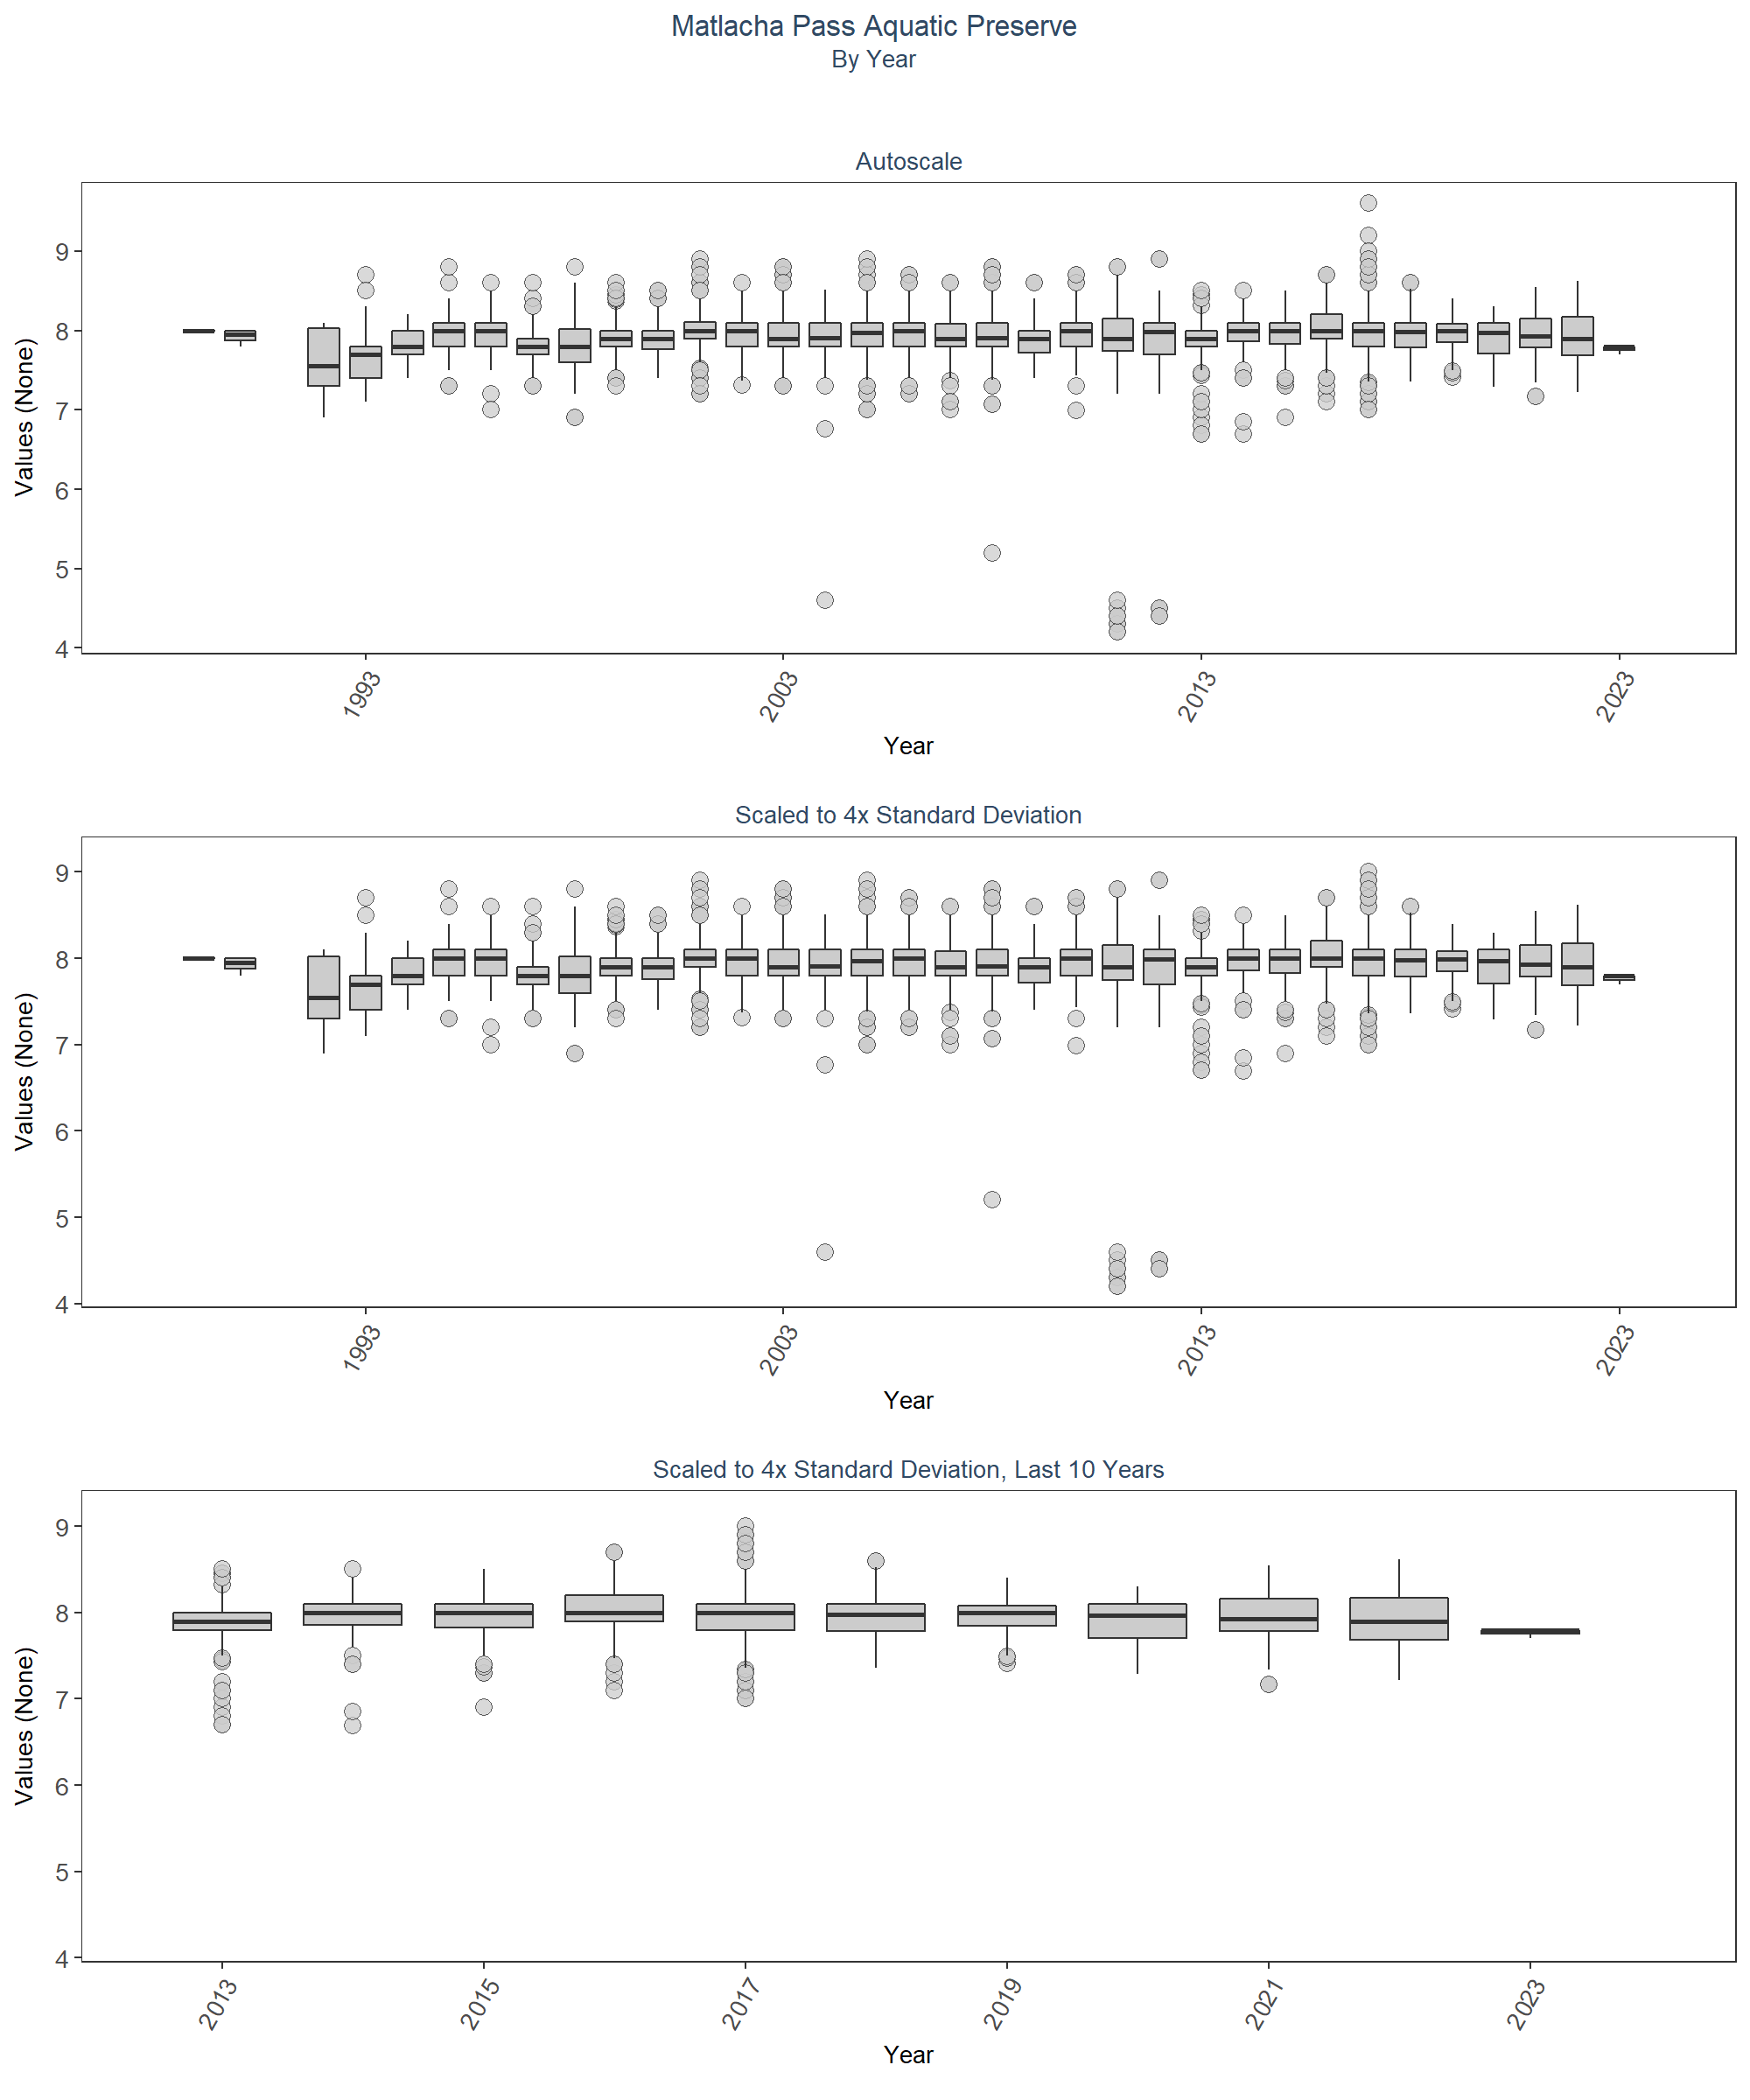 Matlacha Pass Aquatic Preserve
By Year
Autoscale
Values (None)
9
8
7
6
5
4
1993
2003
2013
2023
Year
Scaled to 4x Standard Deviation
Values (None)
9
8
7
6
5
4
1993
2003
2013
2023
Year
Scaled to 4x Standard Deviation, Last 10 Years
Values (None)
9
8
7
6
5
4
2013
2015
2017
2019
2021
2023
Year